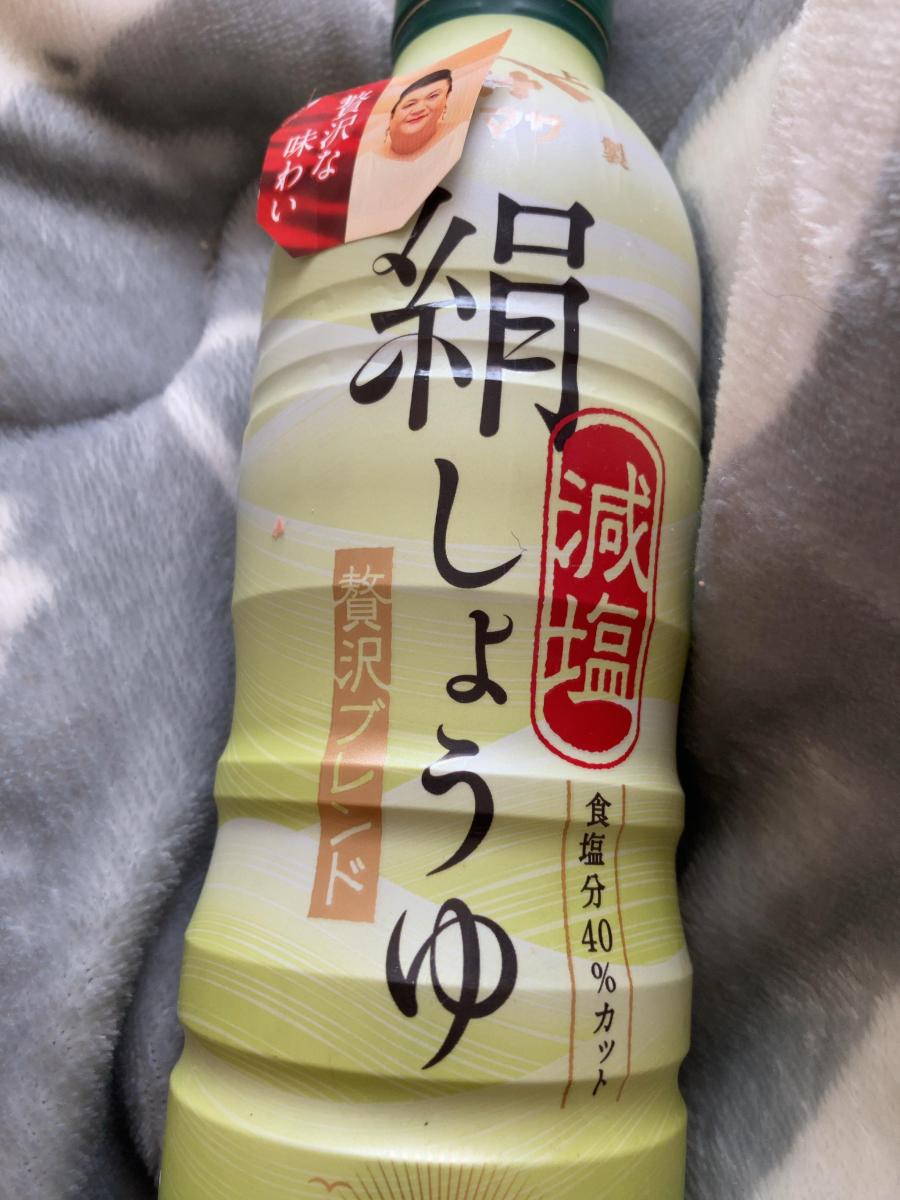 贅沢な
味わい
製
絹しょうゆ
減塩
食塩分40%カット
贅沢ブレンド